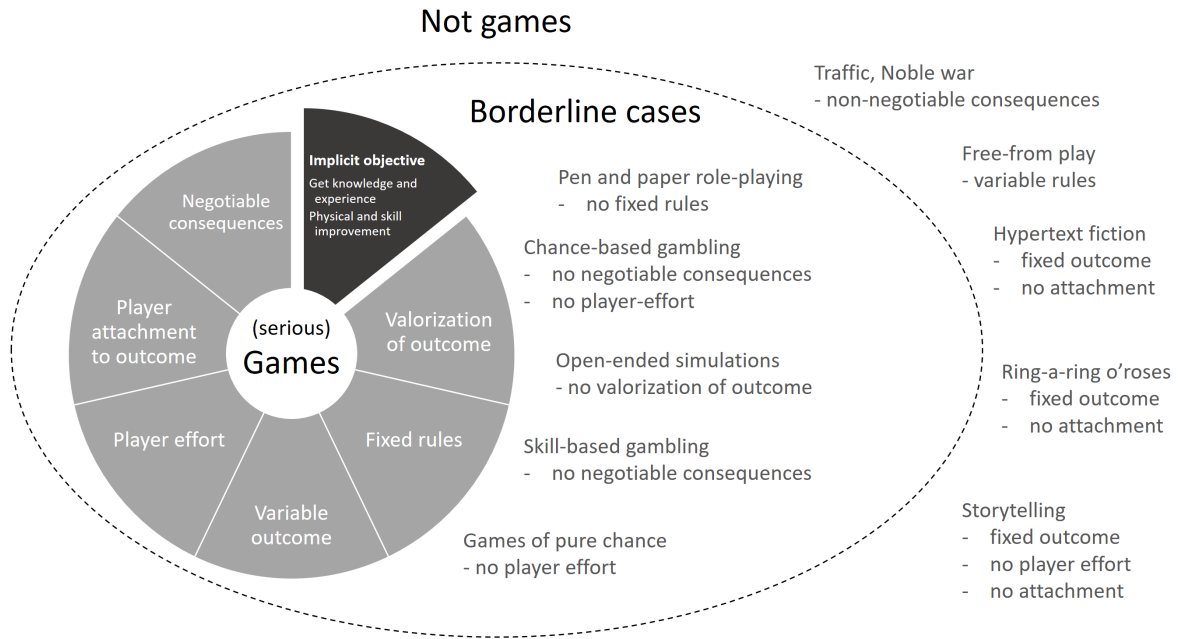 Not games
Borderline cases
Traffic, Noble war
- non-negotiable consequences
Free-from play
- variable rules
Hypertext fiction
- fixed outcome
- no attachment
Ring-a-ring o’roses
- fixed outcome
- no attachment
Storytelling
- fixed outcome
- no player effort
- no attachment
Pen and paper role-playing
- no fixed rules
Chance-based gambling
- no negotiable consequences
- no player-effort
Open-ended simulations
- no valorization of outcome
Skill-based gambling
- no negotiable consequences
Games of pure chance
- no player effort
Implicit objective
Get knowledge and
experience
Physical and skill
improvement
Valorization
of outcome
Fixed rules
Variable
outcome
Player effort
Player
attachment
to outcome
Negotiable
consequences
(serious)
Games